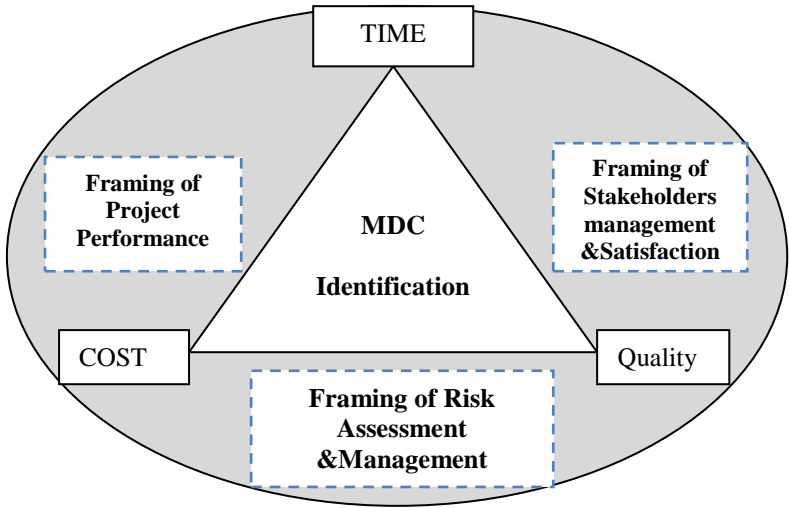 TIME
Framing of
Project
Performance
Framing of
Stakeholders
management
&Satisfaction
MDC
Identification
COST
Quality
Framing of Risk
Assessment
&Management